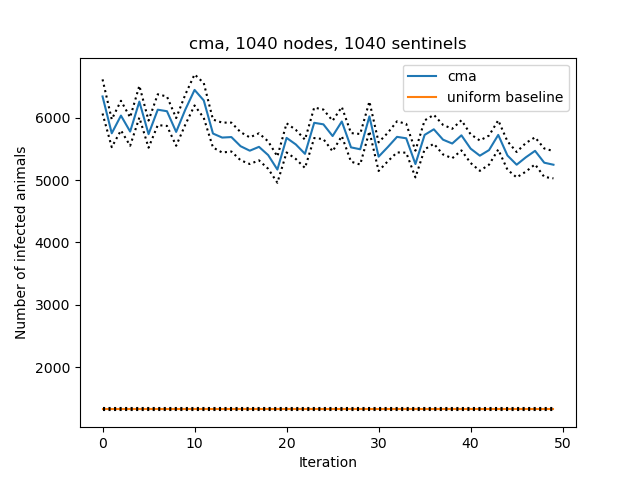 cma, 1040 nodes, 1040 sentinels
cma
uniform baseline
Number of infected animals
6000
5000
4000
3000
2000
0
10
20
30
40
50
Iteration